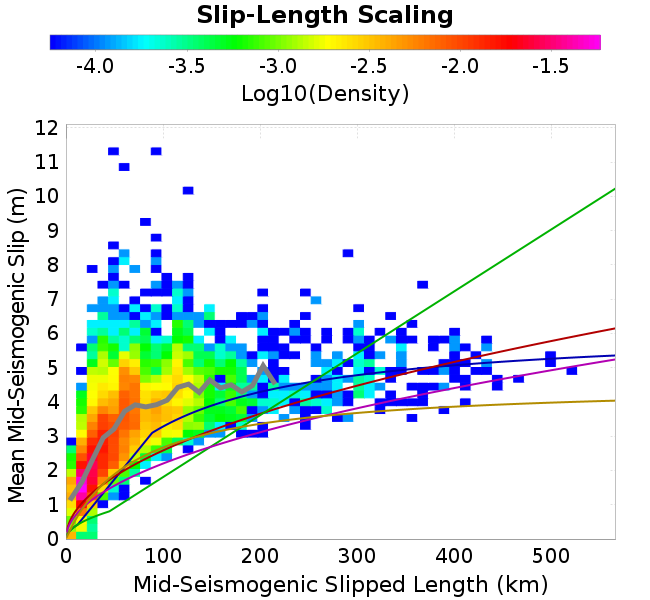 Slip-Length Scaling
-4.0 -3.5 -3.0 -2.5 -2.0 -1.5
Log10(Density)
12
11
10
9
8
7
6
5
4
3
2
1
0
Mean Mid-Seismogenic Slip (m)
0 100 200 300 400 500
Mid-Seismogenic Slipped Length (km)